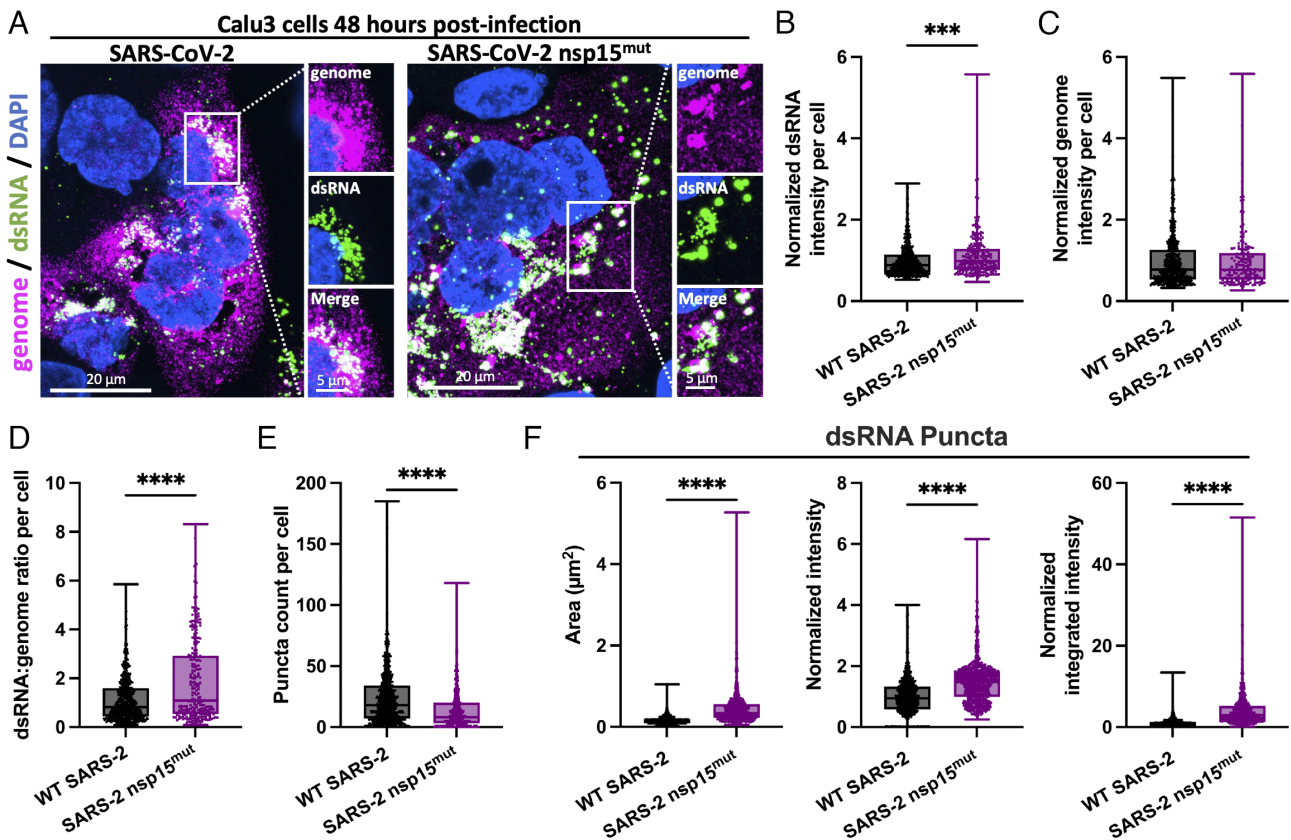 A
Calu3 cells 48 hours post-infection
SARS-CoV-2
SARS-CoV-2 nsp15mut
genome / dsRNA / DAPI
genome
dsRNA
Merge
20 µm
5 µm
genome
dsRNA
Merge
20 µm
5 µm
B
***
Normalized dsRNA
intensity per cell
6
4
2
0
WT SARS-2
SARS-2 nsp15mut
C
Normalized genome
intensity per cell
6
4
2
0
WT SARS-2
SARS-2 nsp15mut
D
****
dsRNA:genome ratio per cell
10
8
6
4
2
0
WT SARS-2
SARS-2 nsp15mut
E
****
Puncta count per cell
200
150
100
50
0
WT SARS-2
SARS-2 nsp15mut
F
dsRNA Puncta
****
Area (µm2)
6
4
2
0
WT SARS-2
SARS-2 nsp15mut
****
Normalized intensity
8
6
4
2
0
WT SARS-2
SARS-2 nsp15mut
****
Normalized
integrated intensity
60
40
20
0
WT SARS-2
SARS-2 nsp15mut